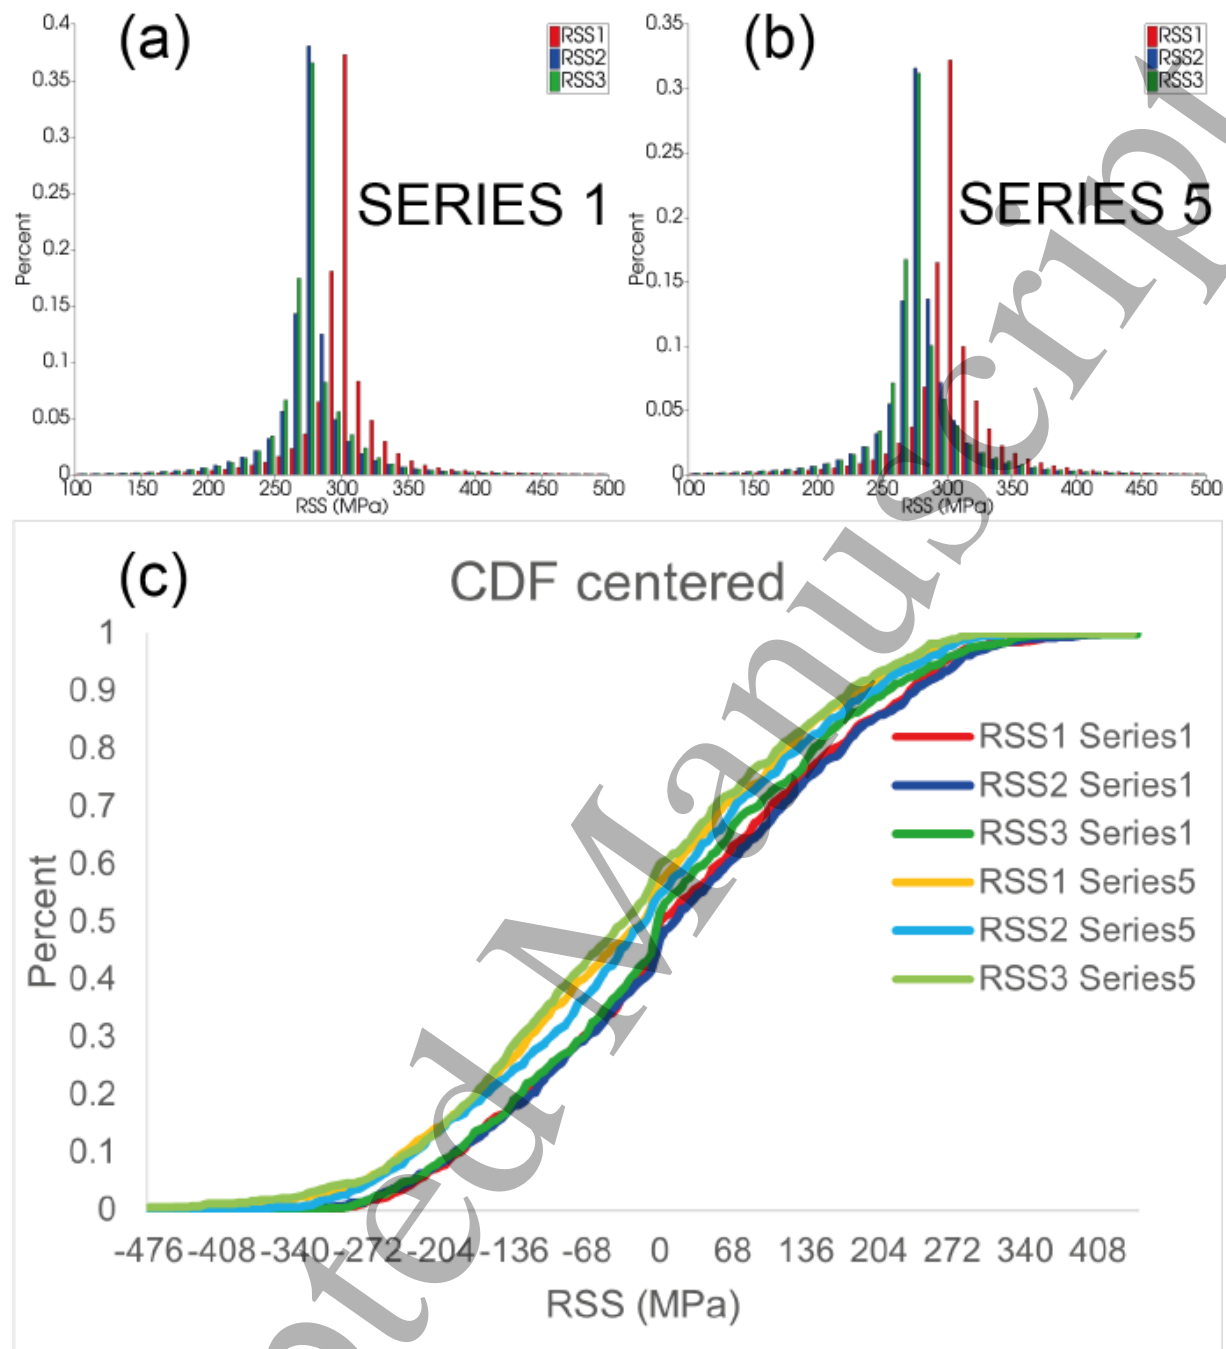 (a)
0.4
0.35
0.3
0.25
0.2
0.15
0.1
0.05
0
Percent
RSS1
RSS2
RSS3
SERIES 1
100 150 200 250 300 350 400 450 500
RSS (MPa)
(b)
0.35
0.3
0.25
0.2
0.15
0.1
0.05
0
Percent
RSS1
RSS2
RSS3
SERIES 5
100 150 200 250 300 350 400 450 500
RSS (MPa)
(c)
CDF centered
1
0.9
0.8
0.7
0.6
0.5
0.4
0.3
0.2
0.1
0
Percent
RSS1 Series1
RSS2 Series1
RSS3 Series1
RSS1 Series5
RSS2 Series5
RSS3 Series5
-476 -408 -340 -272 -204 -136 -68 0 68 136 204 272 340 408
RSS (MPa)
pted Manuscript